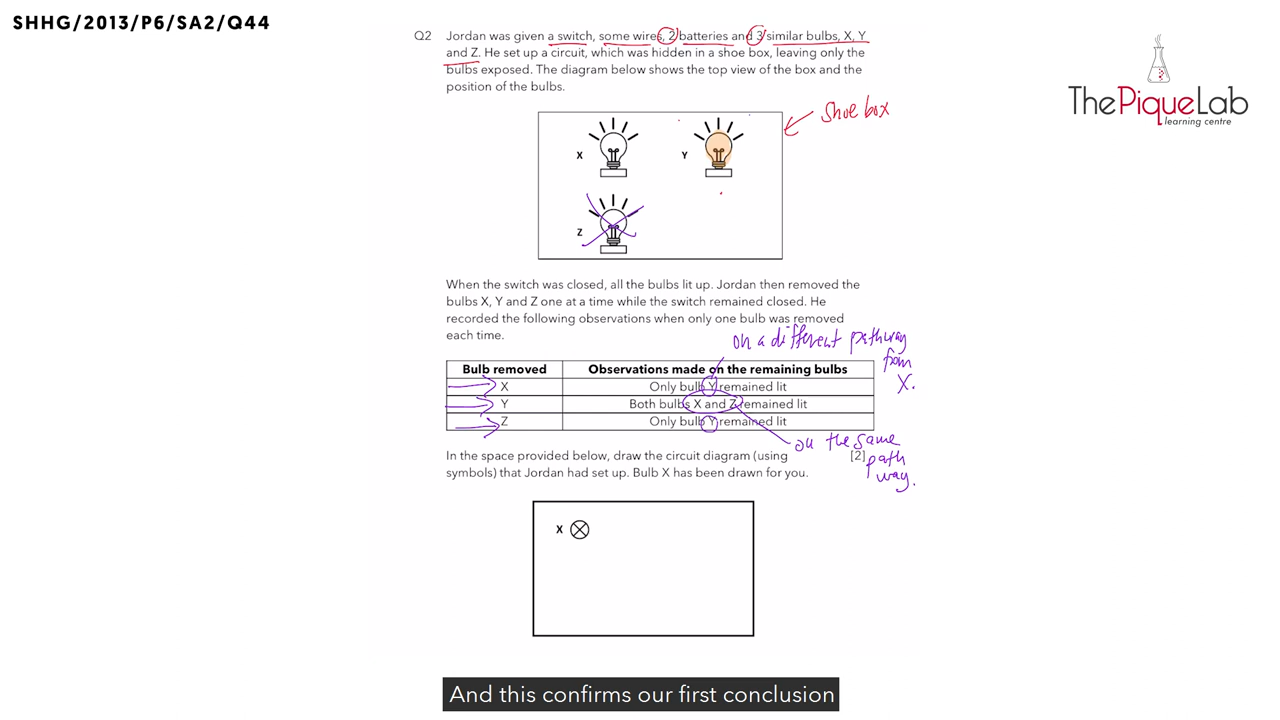 SHHG/2013/P6/SA2/Q44
Q2 Jordan was given a switch, some wires, 2 batteries and 3 similar bulbs, X, Y
and Z. He set up a circuit, which was hidden in a shoe box, leaving only the
bulbs exposed. The diagram below shows the top view of the box and the
position of the bulbs.
ThePiqueLab
learning centre
Shoe box
X
Y
Z
When the switch was closed, all the bulbs lit up. Jordan then removed the
bulbs X, Y and Z one at a time while the switch remained closed. He
recorded the following observations when only one bulb was removed
each time.
on a different pathway
from
X.
Bulb removed Observations made on the remaining bulbs
X Only bulb Y remained lit
Y Both bulbs X and Z remained lit
Z Only bulb Y remained lit
on the same
path
way.
In the space provided below, draw the circuit diagram (using [2]
symbols) that Jordan had set up. Bulb X has been drawn for you.
X
And this confirms our first conclusion